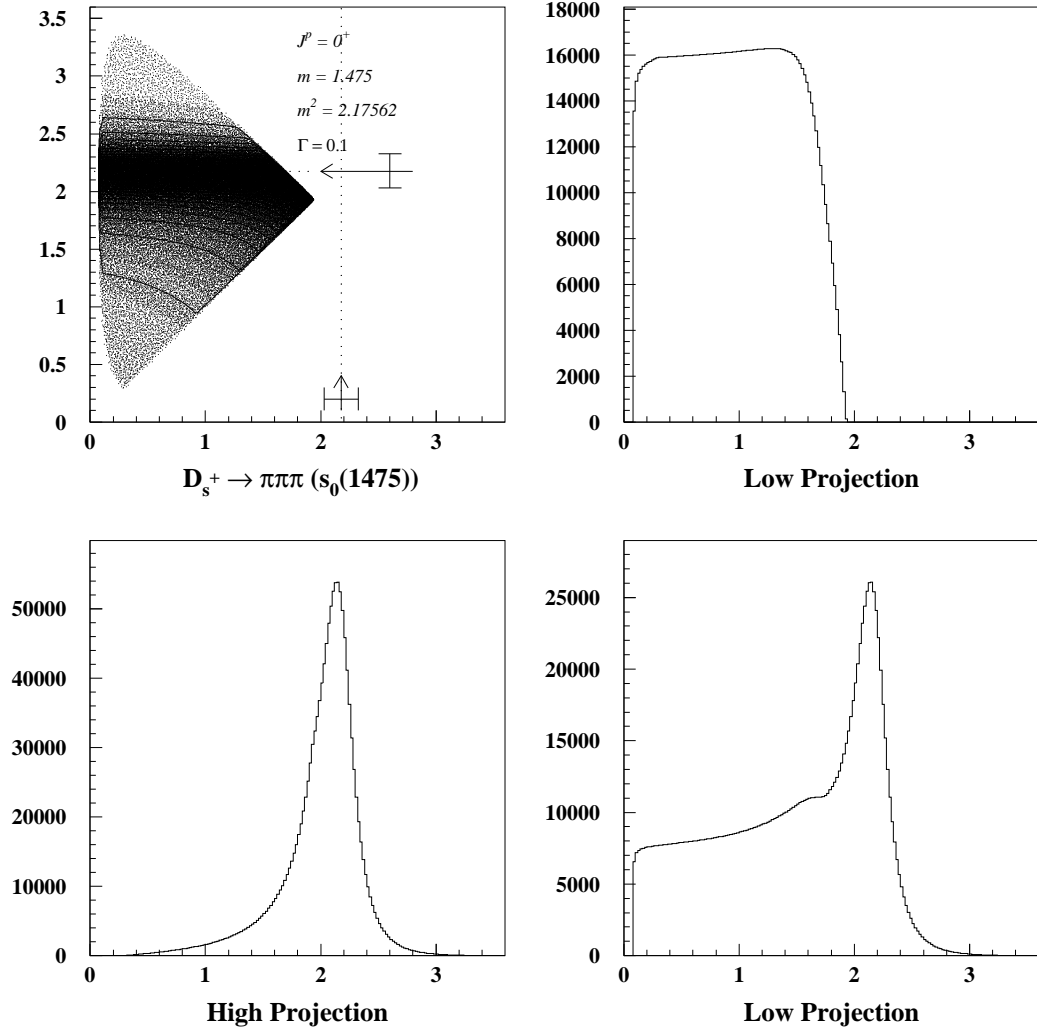 3.5
3
2.5
2
1.5
1
0.5
0
J^p = 0^+
m = 1.475
m^2 = 2.17562
Γ = 0.1
0 1 2 3
D_s^+ → πππ (s_0(1475))
18000
16000
14000
12000
10000
8000
6000
4000
2000
0
0 1 2 3
Low Projection
50000
40000
30000
20000
10000
0
0 1 2 3
High Projection
25000
20000
15000
10000
5000
0
0 1 2 3
Low Projection